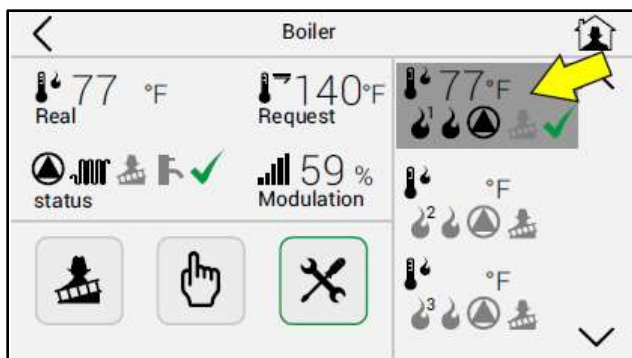 Boiler
77 °F
Real
140°F
Request
status
59 %
Modulation
77°F
1
°F
2
°F
3